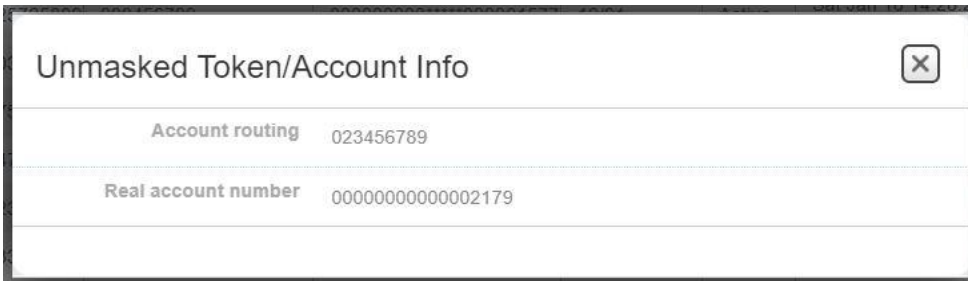 Unmasked Token/Account Info
Account routing 023456789
Real account number 00000000000002179